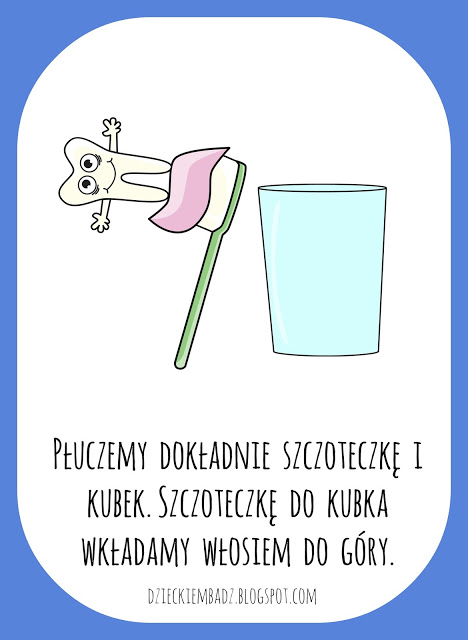 Płuczemy dokładnie szczoteczkę i
kubek. Szczoteczkę do kubka
wkładamy włosiem do góry.
dzieckiembadz.blogspot.com